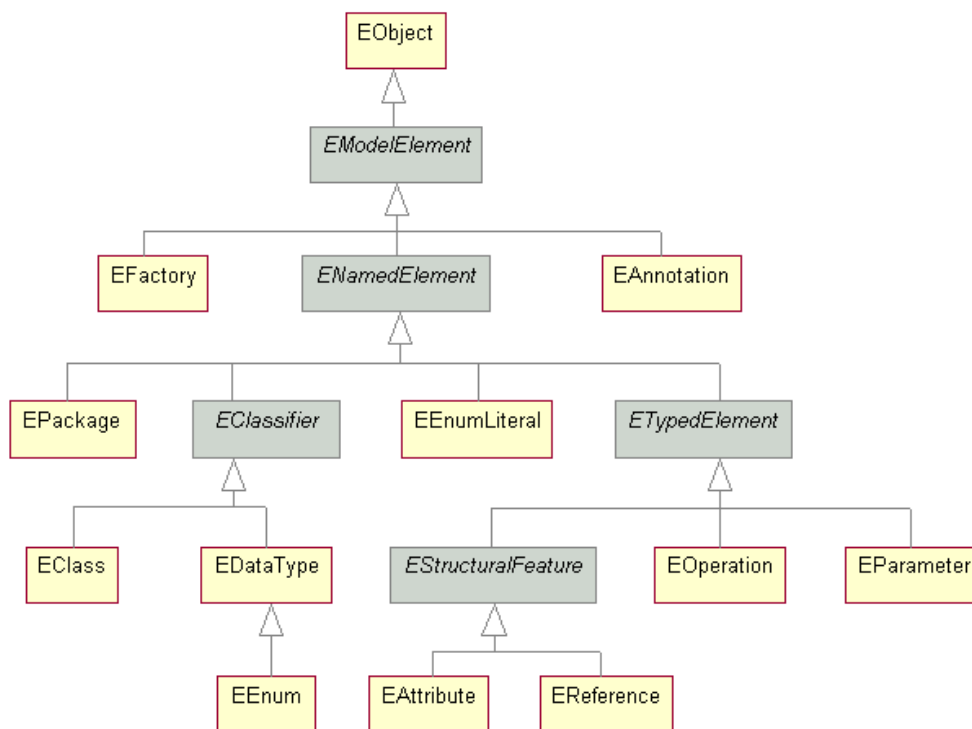 EObject
EModelElement
EFactory
ENamedElement
EAnnotation
EPackage
EClassifier
EEnumLiteral
ETypedElement
EClass
EDataType
EStructuralFeature
EOperation
EParameter
EEnum
EAttribute
EReference